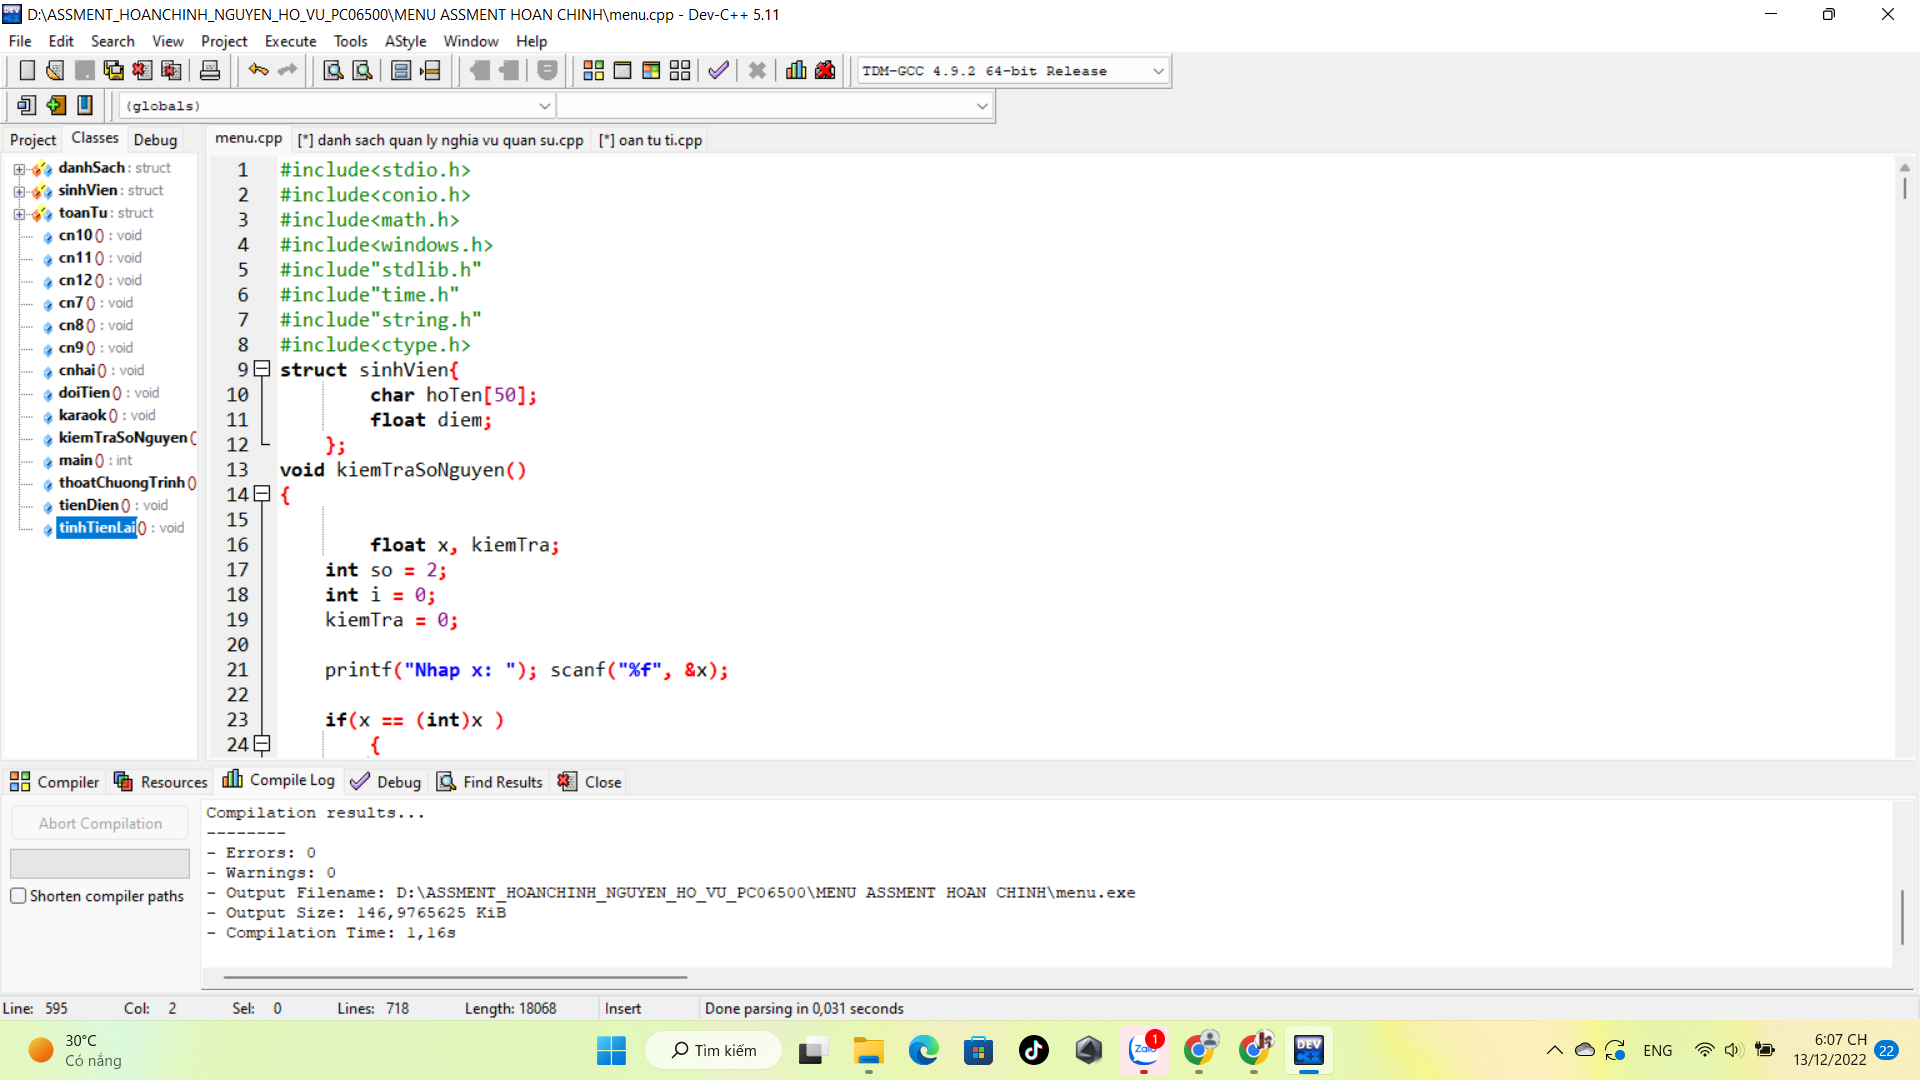 D:\ASSMENT_HOANCHINH_NGUYEN_HO_VU_PC06500\MENU ASSMENT HOAN CHINH\menu.cpp - Dev-C++ 5.11
File Edit Search View Project Execute Tools AStyle Window Help
TDM-GCC 4.9.2 64-bit Release
(globals)
Project Classes Debug
menu.cpp [*] danh sach quan ly nghia vu quan su.cpp [*] oan tu ti.cpp
danhSach : struct
sinhVien : struct
toanTu : struct
cn10 () : void
cn11 () : void
cn12 () : void
cn7 () : void
cn8 () : void
cn9 () : void
cnhai () : void
doiTien () : void
karaok () : void
kiemTraSoNguyen (
main () : int
thoatChuongTrinh ()
tienDien () : void
tinhTienLai () : void
1 #include<stdio.h>
2 #include<conio.h>
3 #include<math.h>
4 #include<windows.h>
5 #include"stdlib.h"
6 #include"time.h"
7 #include"string.h"
8 #include<ctype.h>
9 struct sinhVien{
10 char hoTen[50];
11 float diem;
12 };
13 void kiemTraSoNguyen()
14 {
15
16 float x, kiemTra;
17 int so = 2;
18 int i = 0;
19 kiemTra = 0;
20
21 printf("Nhap x: "); scanf("%f", &x);
22
23 if(x == (int)x )
24 {
Compiler Resources Compile Log Debug Find Results Close
Abort Compilation
Shorten compiler paths
Compilation results...
--------
- Errors: 0
- Warnings: 0
- Output Filename: D:\ASSMENT_HOANCHINH_NGUYEN_HO_VU_PC06500\MENU ASSMENT HOAN CHINH\menu.exe
- Output Size: 146,9765625 KiB
- Compilation Time: 1,16s
Line: 595 Col: 2 Sel: 0 Lines: 718 Length: 18068 Insert Done parsing in 0,031 seconds
30°C
Có nắng
Tìm kiếm
Zalo
1
DEV
C++
ENG
6:07 CH
13/12/2022
22